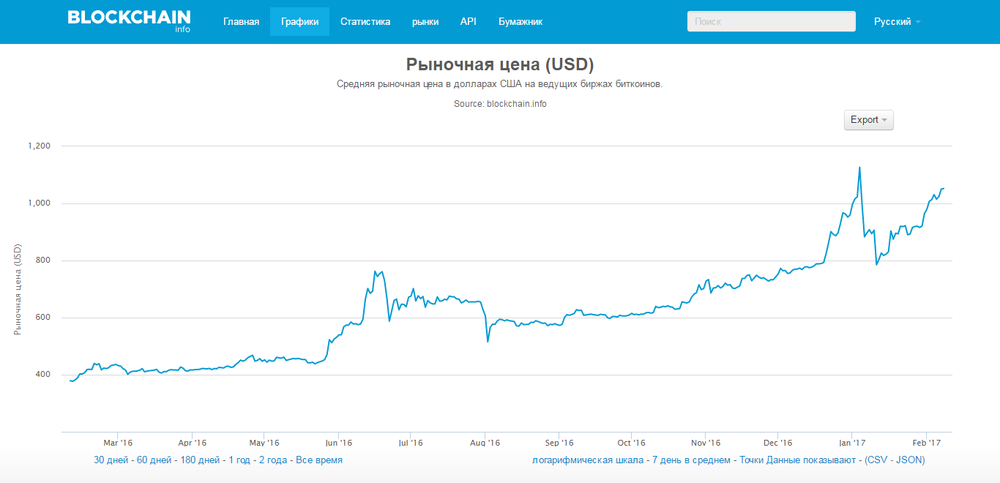 BLOCKCHAIN
info
Главная Графики Статистика рынки API Бумажник
Поиск
Русский
Рыночная цена (USD)
Средняя рыночная цена в долларах США на ведущих биржах биткоинов.
Source: blockchain.info
Export
1,200
1,000
800
600
400
Рыночная цена (USD)
Mar '16 Apr '16 May '16 Jun '16 Jul '16 Aug '16 Sep '16 Oct '16 Nov '16 Dec '16 Jan '17 Feb '17
30 дней - 60 дней - 180 дней - 1 год - 2 года - Все время
логарифмическая шкала - 7 день в среднем - Точки Данные показывают - (CSV - JSON)